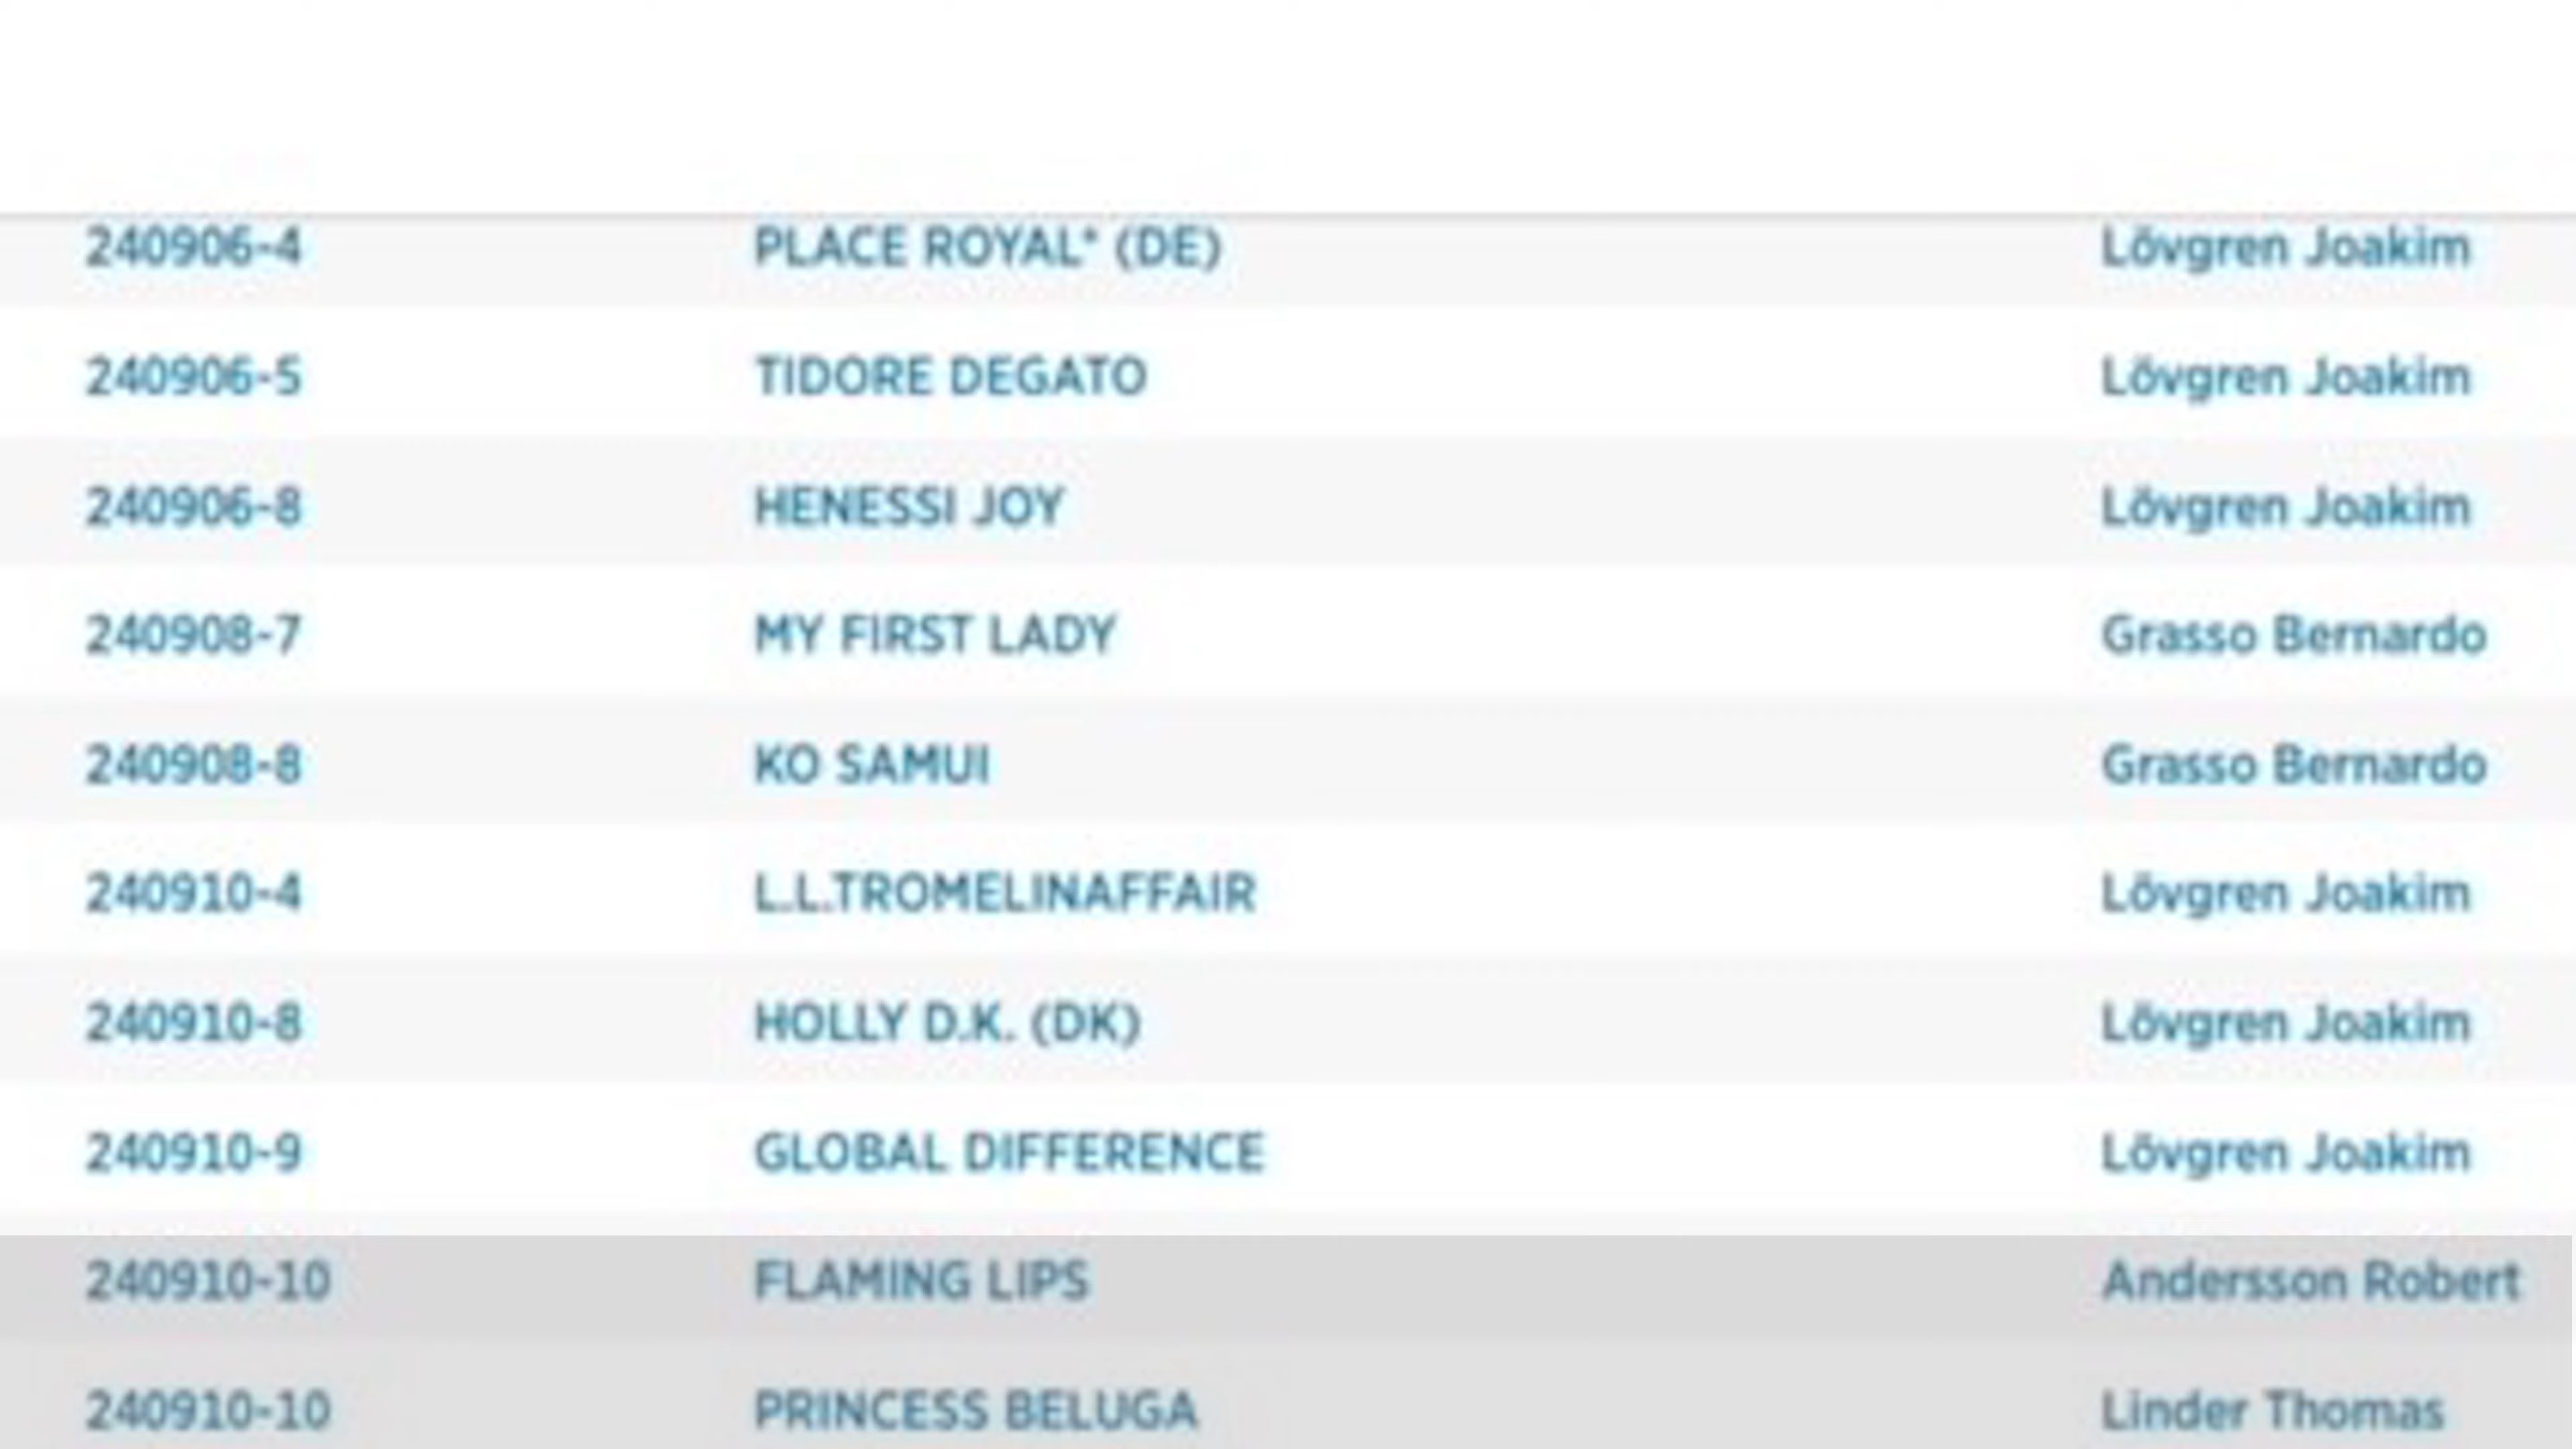 240906-4 PLACE ROYAL* (DE) Lövgren Joakim
240906-5 TIDORE DEGATO Lövgren Joakim
240906-8 HENESSI JOY Lövgren Joakim
240908-7 MY FIRST LADY Grasso Bernardo
240908-8 KO SAMUI Grasso Bernardo
240910-4 L.L.TROMELINAFFAIR Lövgren Joakim
240910-8 HOLLY D.K. (DK) Lövgren Joakim
240910-9 GLOBAL DIFFERENCE Lövgren Joakim
240910-10 FLAMING LIPS Andersson Robert
240910-10 PRINCESS BELUGA Linder Thomas